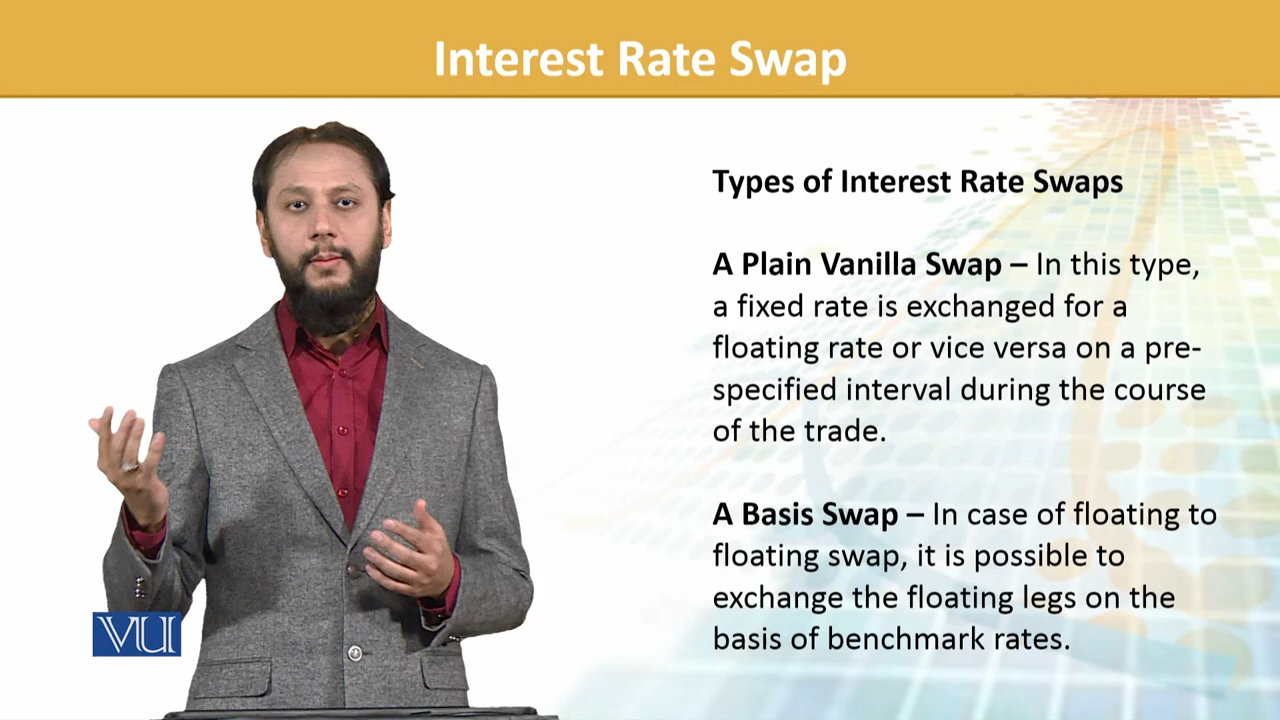 Interest Rate Swap
Types of Interest Rate Swaps
A Plain Vanilla Swap – In this type,
a fixed rate is exchanged for a
floating rate or vice versa on a pre-
specified interval during the course
of the trade.
A Basis Swap – In case of floating to
floating swap, it is possible to
exchange the floating legs on the
basis of benchmark rates.
VU